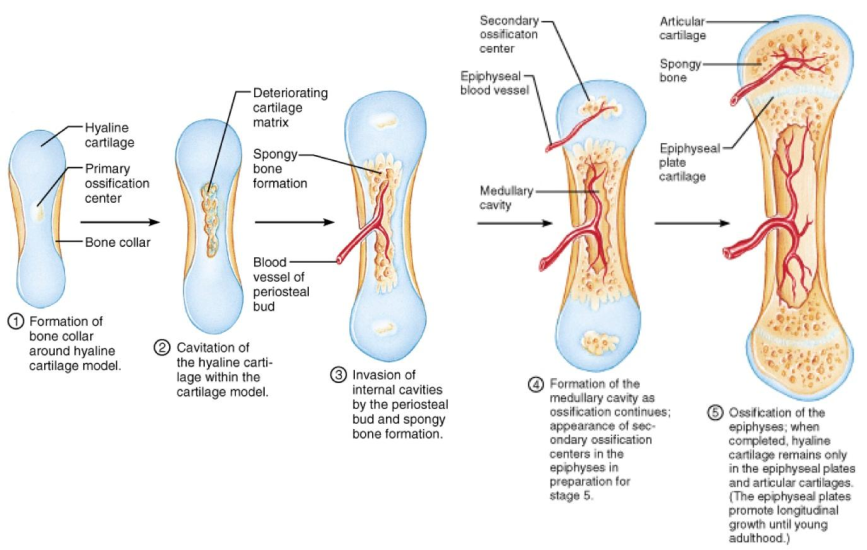 Hyaline
cartilage
Primary
ossification
center
Bone collar
① Formation of
bone collar
around hyaline
cartilage model.
Deteriorating
cartilage
matrix
② Cavitation of
the hyaline carti-
lage within the
cartilage model.
Spongy
bone
formation
Blood
vessel of
periosteal
bud
③ Invasion of
internal cavities
by the periosteal
bud and spongy
bone formation.
Secondary
ossificaton
center
Epiphyseal
blood vessel
Medullary
cavity
④ Formation of the
medullary cavity as
ossification continues;
appearance of sec-
ondary ossification
centers in the
epiphyses in
preparation for
stage 5.
Articular
cartilage
Spongy
bone
Epiphyseal
plate
cartilage
⑤ Ossification of the
epiphyses; when
completed, hyaline
cartilage remains only
in the epiphyseal plates
and articular cartilages.
(The epiphyseal plates
promote longitudinal
growth until young
adulthood.)